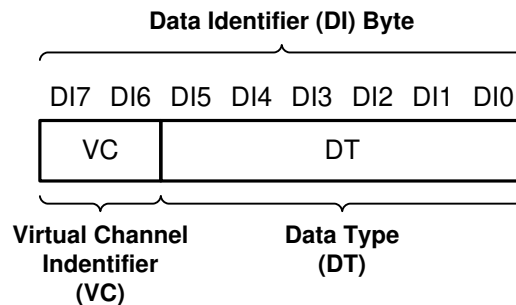 Data Identifier (DI) Byte
DI7 DI6 DI5 DI4 DI3 DI2 DI1 DI0
VC DT
Virtual Channel Data Type
Indentifier (DT)
(VC)